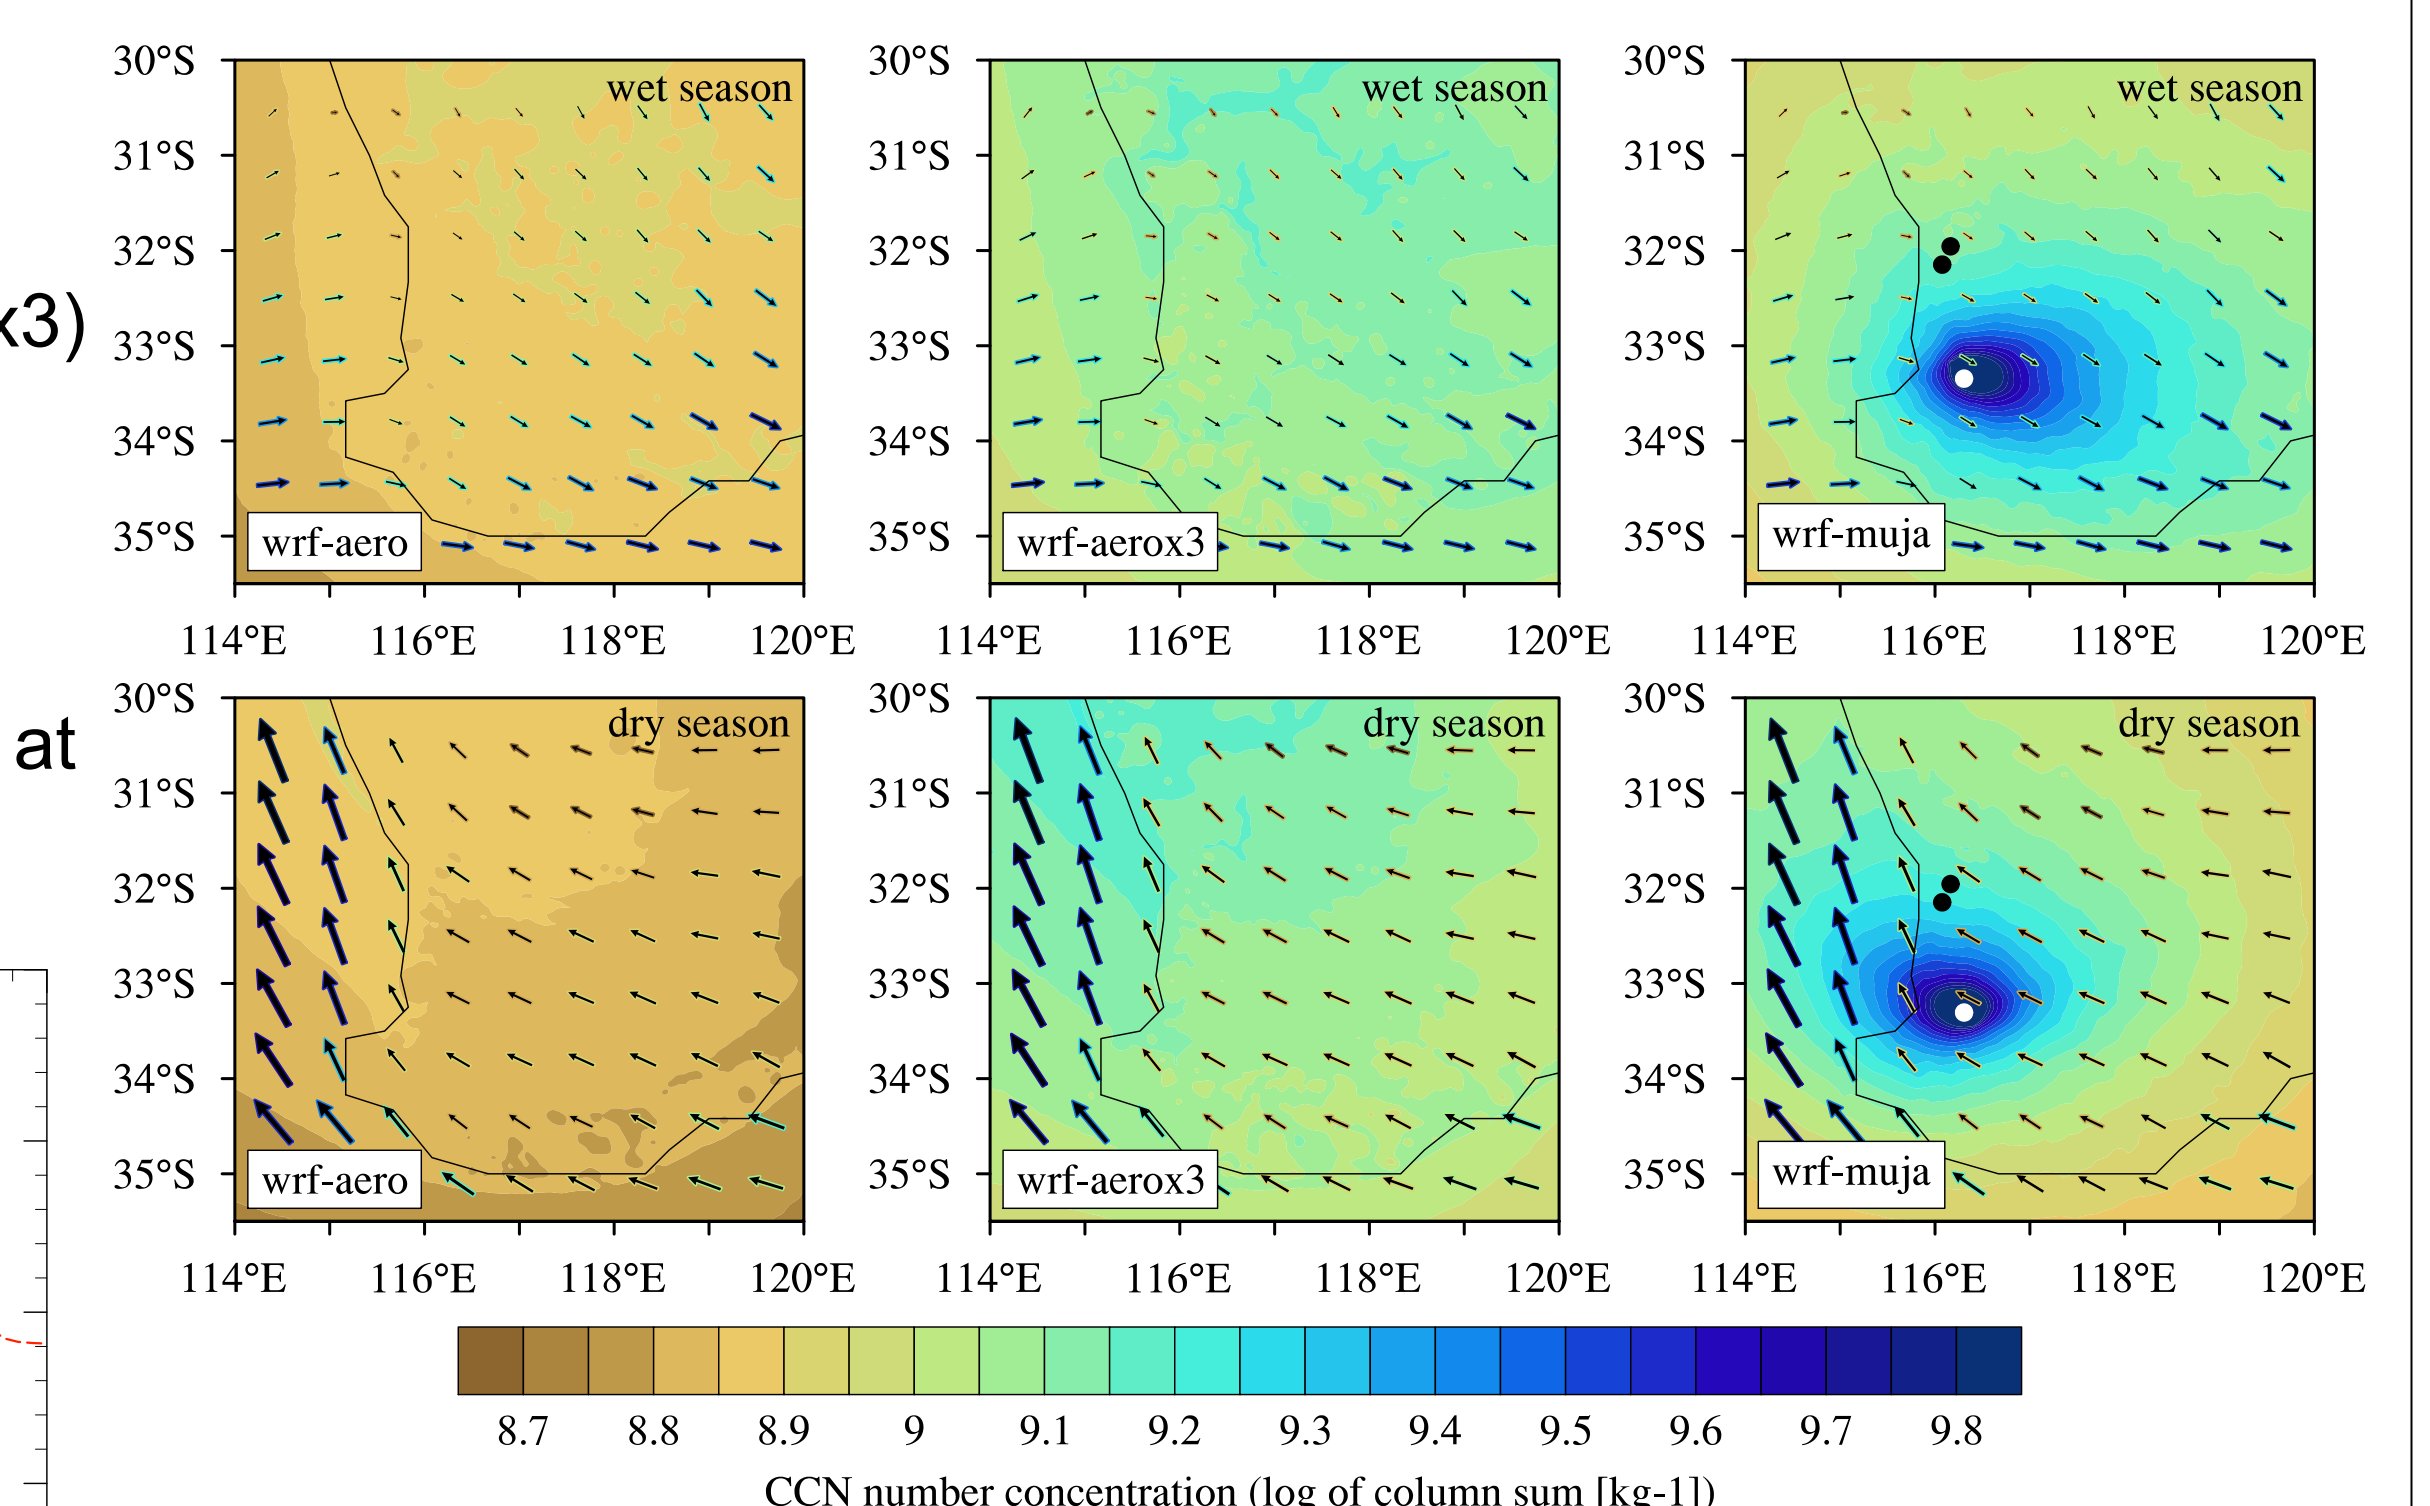 x3)
at
30°S 31°S 32°S 33°S 34°S 35°S
wet season
wrf-aero
114°E 116°E 118°E 120°E
30°S 31°S 32°S 33°S 34°S 35°S
wet season
wrf-aerox3
114°E 116°E 118°E 120°E
30°S 31°S 32°S 33°S 34°S 35°S
wet season
wrf-muja
114°E 116°E 118°E 120°E
30°S 31°S 32°S 33°S 34°S 35°S
dry season
wrf-aero
114°E 116°E 118°E 120°E
30°S 31°S 32°S 33°S 34°S 35°S
dry season
wrf-aerox3
114°E 116°E 118°E 120°E
30°S 31°S 32°S 33°S 34°S 35°S
dry season
wrf-muja
114°E 116°E 118°E 120°E
8.7 8.8 8.9 9 9.1 9.2 9.3 9.4 9.5 9.6 9.7 9.8
CCN number concentration (log of column sum [kg-1])